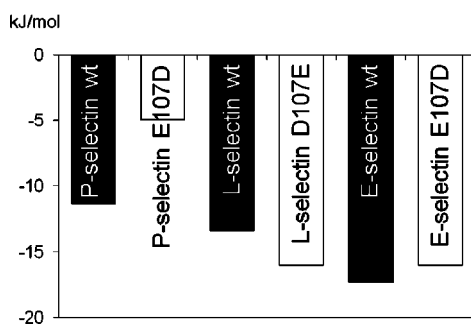 kJ/mol
0
-5
-10
-15
-20
P-selectin wt
P-selectin E107D
L-selectin wt
L-selectin D107E
E-selectin wt
E-selectin E107D